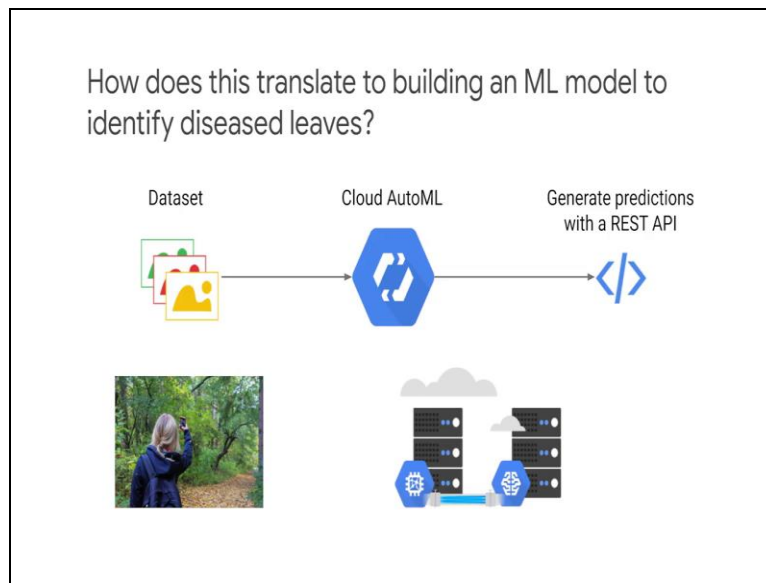 How does this translate to building an ML model to
identify diseased leaves?
Dataset
Cloud AutoML
Generate predictions
with a REST API